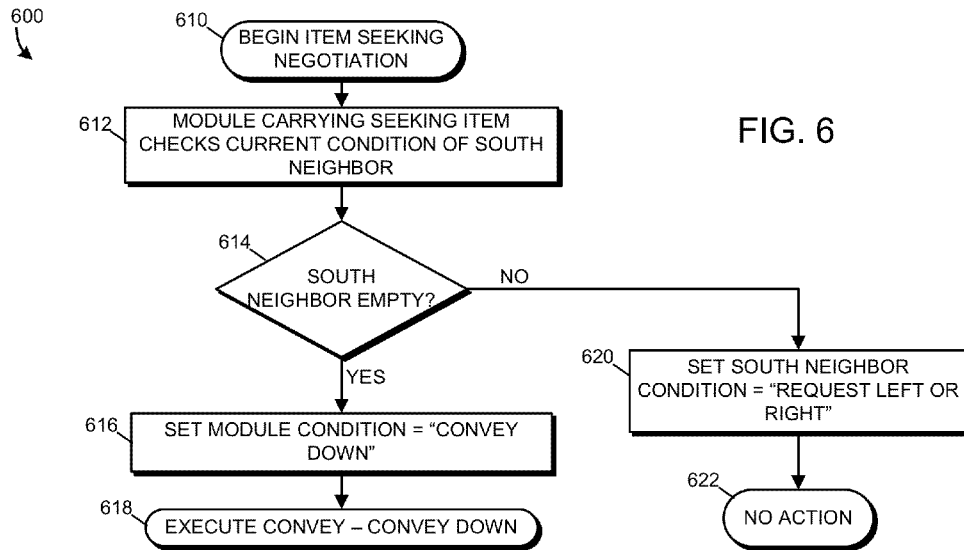 600
610
BEGIN ITEM SEEKING
NEGOTIATION
612
MODULE CARRYING SEEKING ITEM
CHECKS CURRENT CONDITION OF SOUTH
NEIGHBOR
FIG. 6
614
SOUTH
NEIGHBOR EMPTY?
NO
YES
620
SET SOUTH NEIGHBOR
CONDITION = “REQUEST LEFT OR
RIGHT”
616
SET MODULE CONDITION = “CONVEY
DOWN”
618
EXECUTE CONVEY – CONVEY DOWN
622
NO ACTION